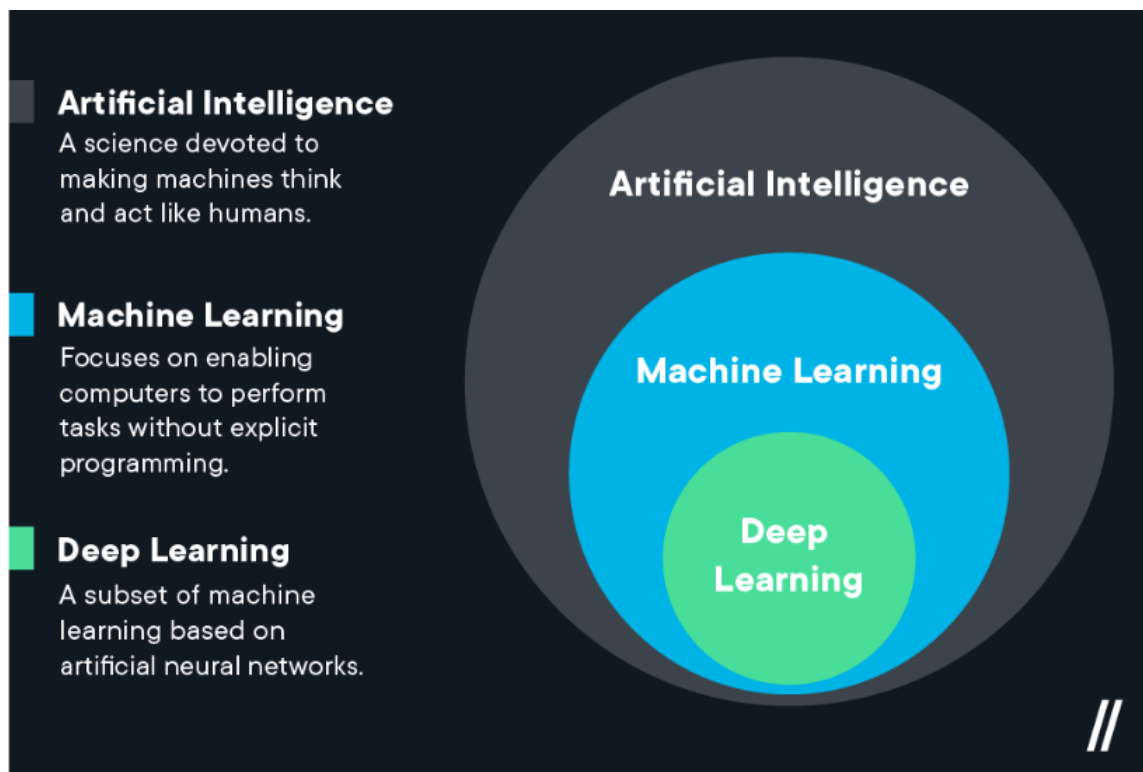 Artificial Intelligence
A science devoted to
making machines think
and act like humans.
Machine Learning
Focuses on enabling
computers to perform
tasks without explicit
programming.
Deep Learning
A subset of machine
learning based on
artificial neural networks.
Artificial Intelligence
Machine Learning
Deep
Learning
//